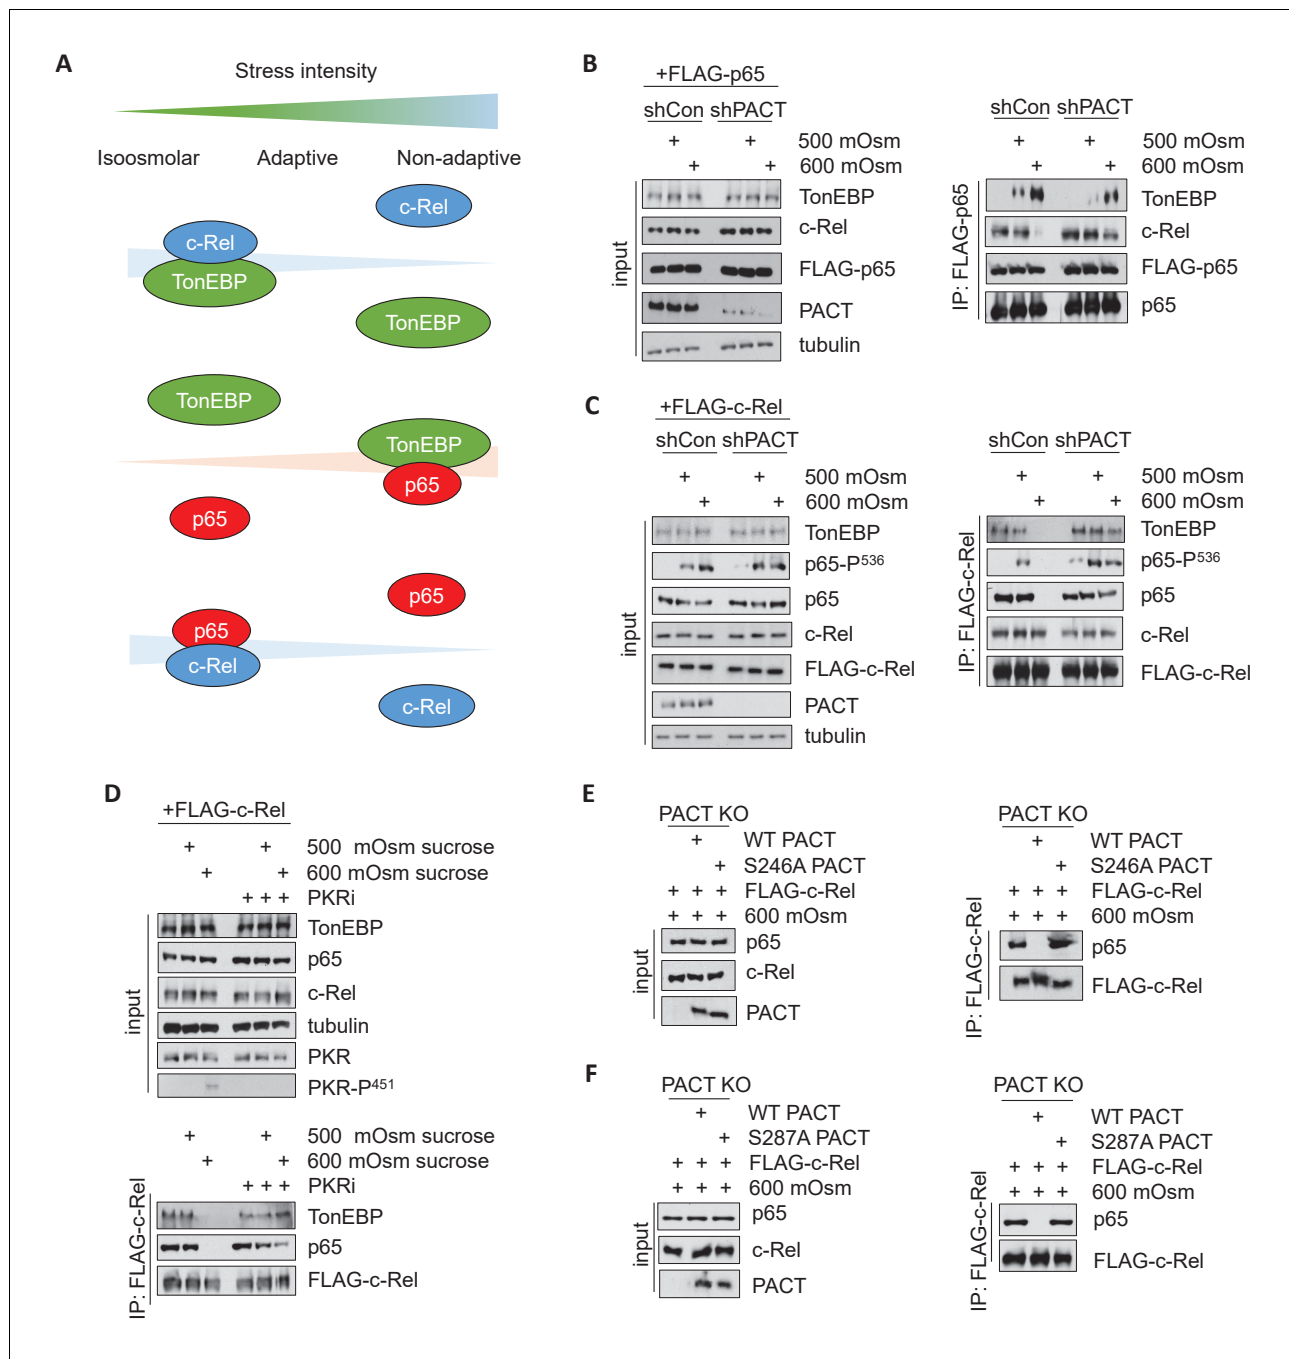 A
Stress intensity
Isoosmolar Adaptive Non-adaptive
c-Rel
c-Rel
TonEBP
TonEBP
TonEBP
TonEBP
p65
p65
p65
p65
c-Rel
c-Rel
B
+FLAG-p65
shCon shPACT
+ + 500 mOsm
+ + 600 mOsm
TonEBP
c-Rel
FLAG-p65
PACT
tubulin
input
shCon shPACT
+ + 500 mOsm
+ + 600 mOsm
TonEBP
c-Rel
FLAG-p65
p65
IP: FLAG-p65
C
+FLAG-c-Rel
shCon shPACT
+ + 500 mOsm
+ + 600 mOsm
TonEBP
p65-P536
p65
c-Rel
FLAG-c-Rel
PACT
tubulin
input
shCon shPACT
+ + 500 mOsm
+ + 600 mOsm
TonEBP
p65-P536
p65
c-Rel
FLAG-c-Rel
IP: FLAG-c-Rel
D
+FLAG-c-Rel
+ + 500 mOsm sucrose
+ + 600 mOsm sucrose
+ + + PKRi
TonEBP
p65
c-Rel
tubulin
PKR
PKR-P451
input
+ + 500 mOsm sucrose
+ + 600 mOsm sucrose
+ + + PKRi
TonEBP
p65
FLAG-c-Rel
IP: FLAG-c-Rel
E
PACT KO
+ WT PACT
+ S246A PACT
+ + + FLAG-c-Rel
+ + + 600 mOsm
p65
c-Rel
PACT
input
PACT KO
+ WT PACT
+ S246A PACT
+ + + FLAG-c-Rel
+ + + 600 mOsm
p65
FLAG-c-Rel
IP: FLAG-c-Rel
F
PACT KO
+ WT PACT
+ S287A PACT
+ + + FLAG-c-Rel
+ + + 600 mOsm
p65
c-Rel
PACT
input
PACT KO
+ WT PACT
+ S287A PACT
+ + + FLAG-c-Rel
+ + + 600 mOsm
p65
FLAG-c-Rel
IP: FLAG-c-Rel